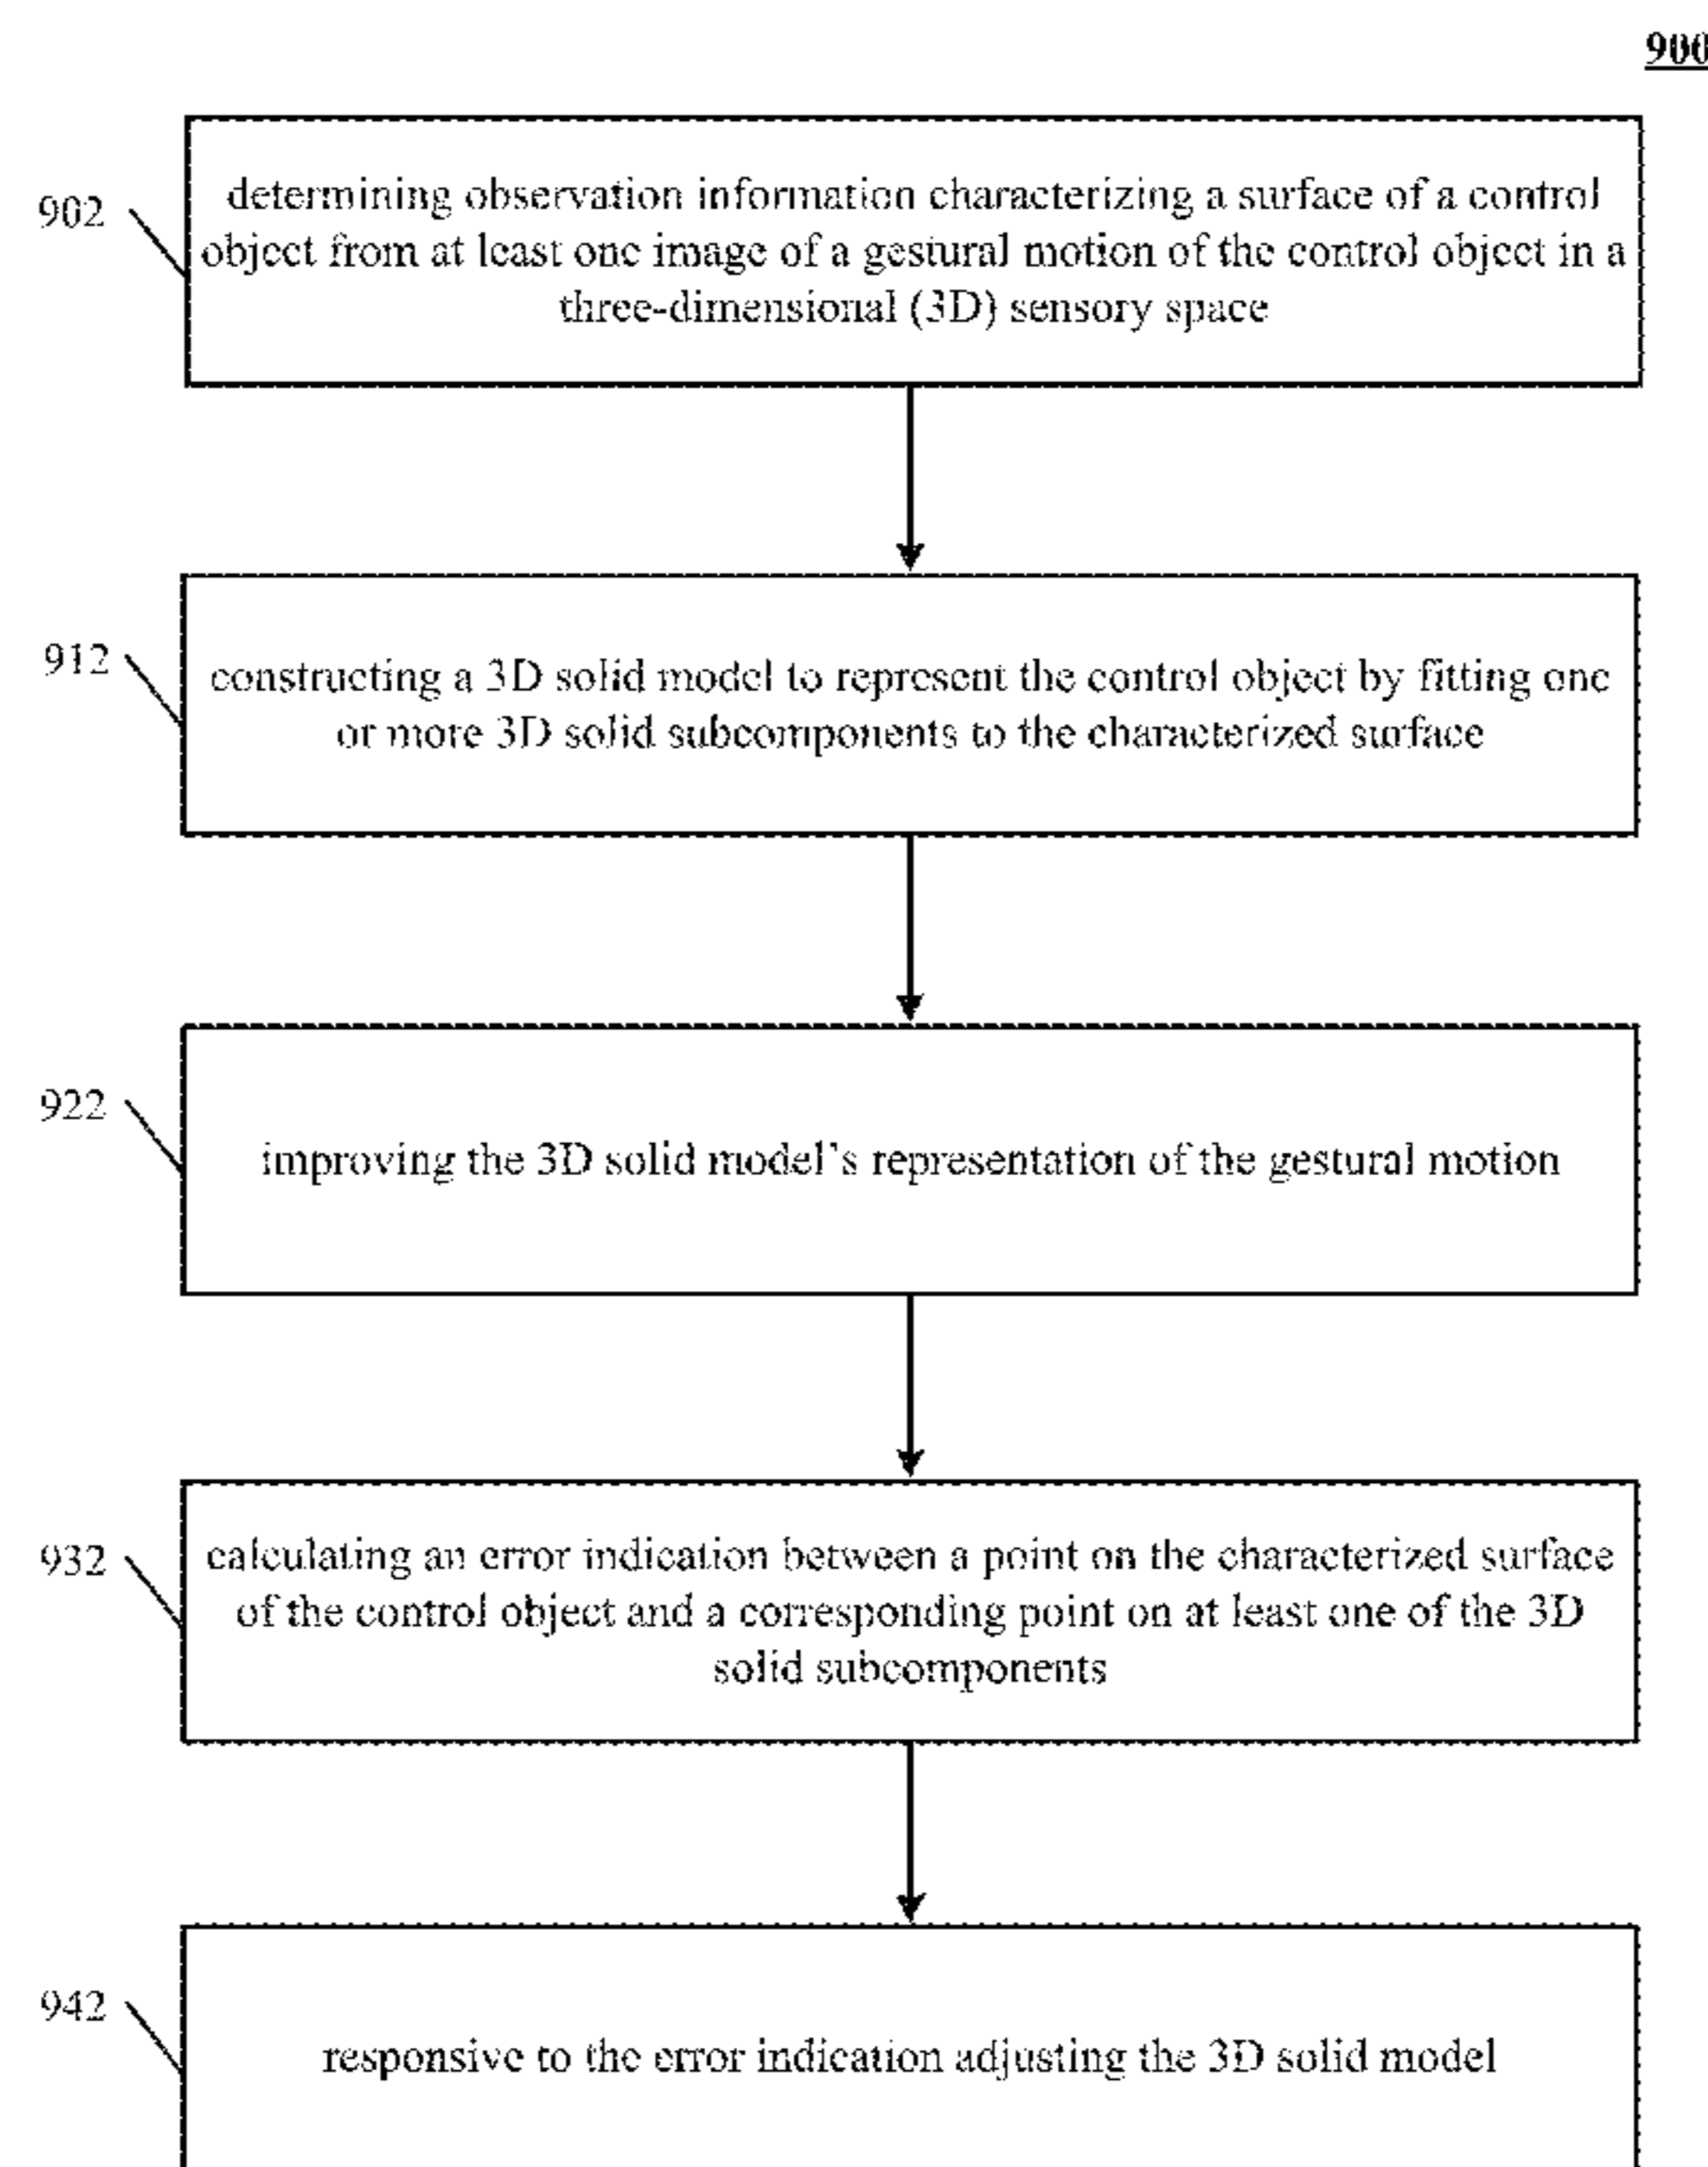 900
902
determining observation information characterizing a surface of a control
object from at least one image of a gestural motion of the control object in a
three-dimensional (3D) sensory space
912
constructing a 3D solid model to represent the control object by fitting one
or more 3D solid subcomponents to the characterized surface
922
improving the 3D solid model's representation of the gestural motion
932
calculating an error indication between a point on the characterized surface
of the control object and a corresponding point on at least one of the 3D
solid subcomponents
942
responsive to the error indication adjusting the 3D solid model